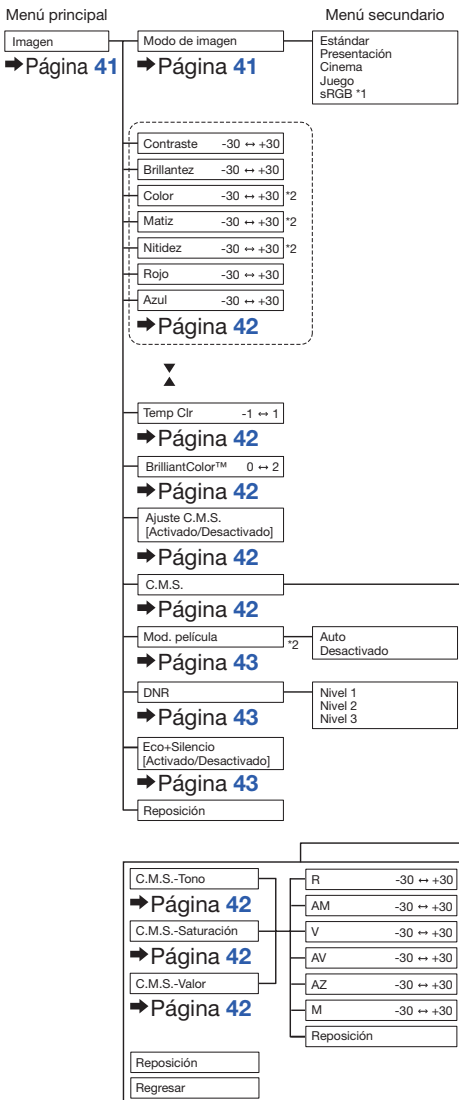 Menú principal
Menú secundario
Imagen
➡Página 41
Modo de imagen
➡Página 41
Estándar
Presentación
Cinema
Juego
sRGB *1
Contraste -30 ↔ +30
Brillantez -30 ↔ +30
Color -30 ↔ +30 *2
Matiz -30 ↔ +30 *2
Nitidez -30 ↔ +30 *2
Rojo -30 ↔ +30
Azul -30 ↔ +30
➡Página 42
Temp Clr -1 ↔ 1
➡Página 42
BrilliantColor™ 0 ↔ 2
➡Página 42
Ajuste C.M.S.
[Activado/Desactivado]
➡Página 42
C.M.S.
➡Página 42
Mod. película *2
➡Página 43
Auto
Desactivado
DNR
➡Página 43
Nivel 1
Nivel 2
Nivel 3
Eco+Silencio
[Activado/Desactivado]
➡Página 43
Reposición
C.M.S.-Tono
➡Página 42
C.M.S.-Saturación
➡Página 42
C.M.S.-Valor
➡Página 42
R -30 ↔ +30
AM -30 ↔ +30
V -30 ↔ +30
AV -30 ↔ +30
AZ -30 ↔ +30
M -30 ↔ +30
Reposición
Reposición
Regresar